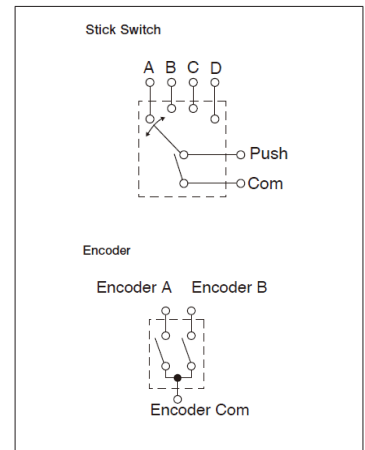 Stick Switch
A B C D
Push
Com
Encoder
Encoder A Encoder B
Encoder Com